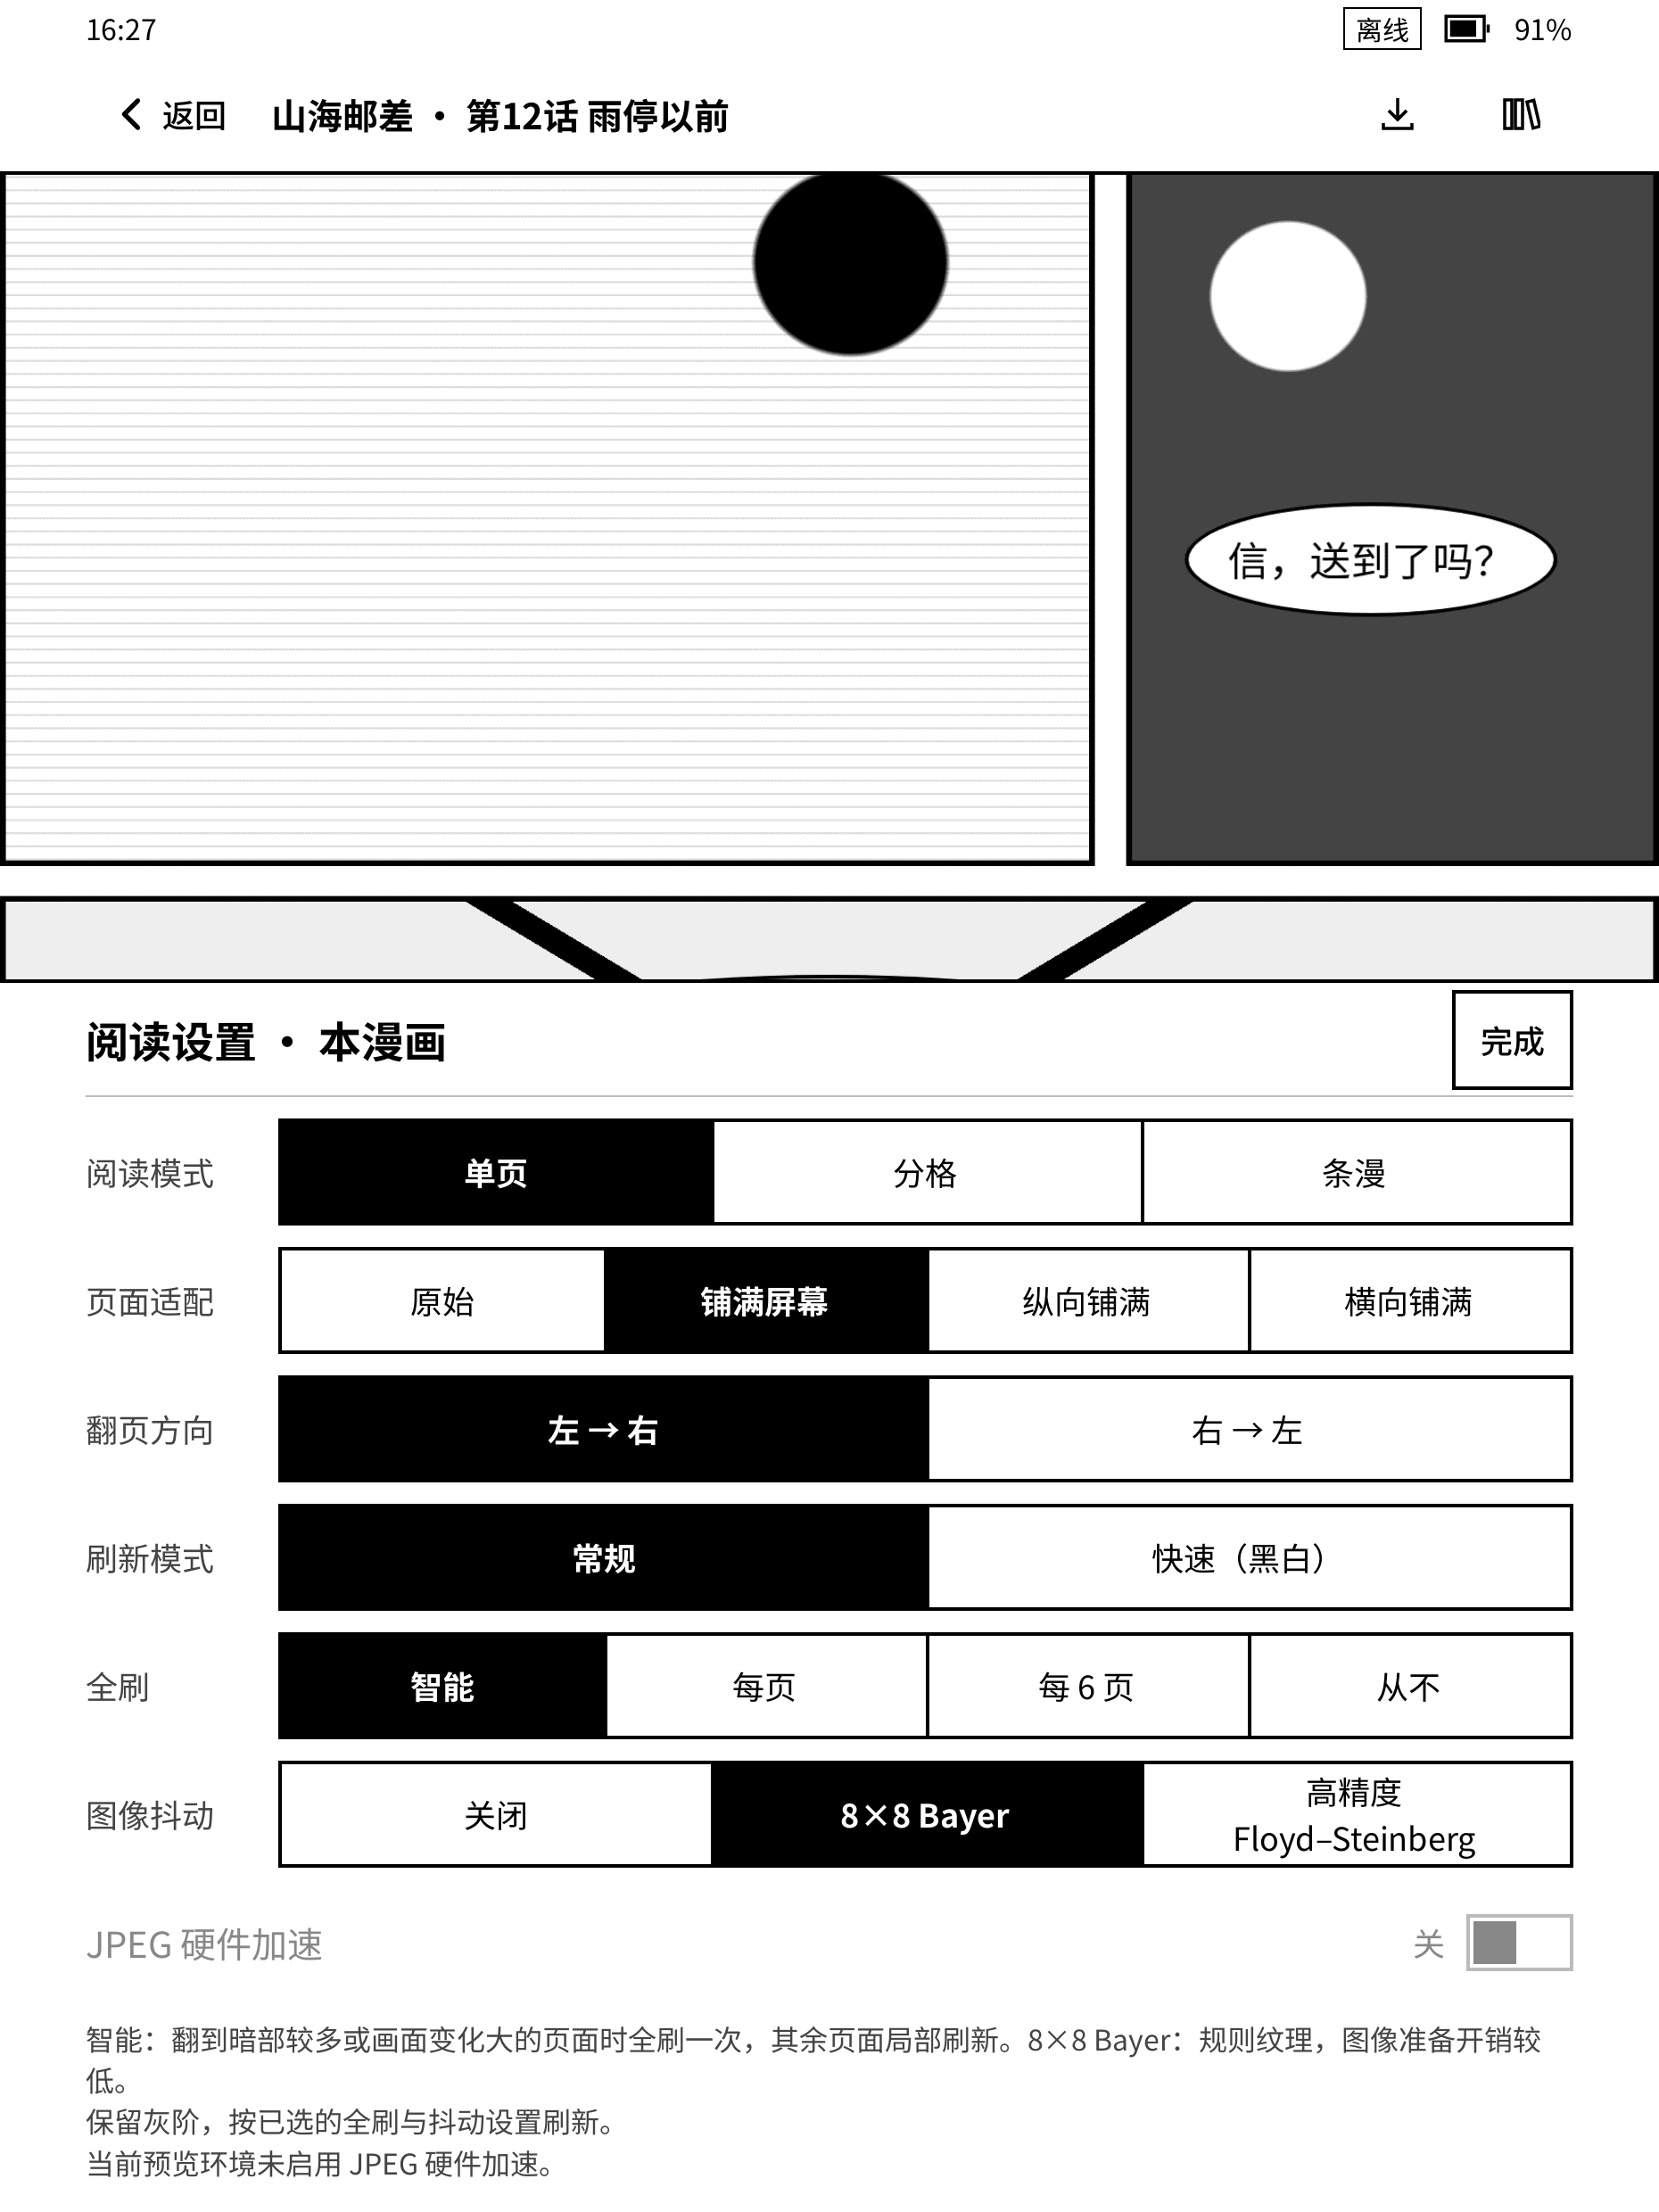 16:27
离线 91%
返回 山海邮差 · 第12话 雨停以前
信，送到了吗？
阅读设置 · 本漫画
完成
阅读模式 单页 分格 条漫
页面适配 原始 铺满屏幕 纵向铺满 横向铺满
翻页方向 左 → 右 右 → 左
刷新模式 常规 快速（黑白）
全刷 智能 每页 每 6 页 从不
图像抖动 关闭 8×8 Bayer 高精度
Floyd–Steinberg
JPEG 硬件加速 关
智能：翻到暗部较多或画面变化大的页面时全刷一次，其余页面局部刷新。8×8 Bayer：规则纹理，图像准备开销较
低。
保留灰阶，按已选的全刷与抖动设置刷新。
当前预览环境未启用 JPEG 硬件加速。